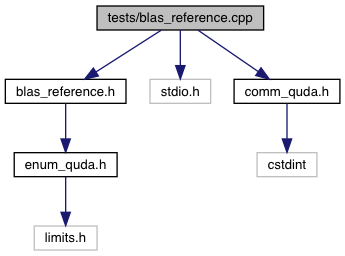 tests/blas_reference.cpp
blas_reference.h
stdio.h
comm_quda.h
enum_quda.h
cstdint
limits.h